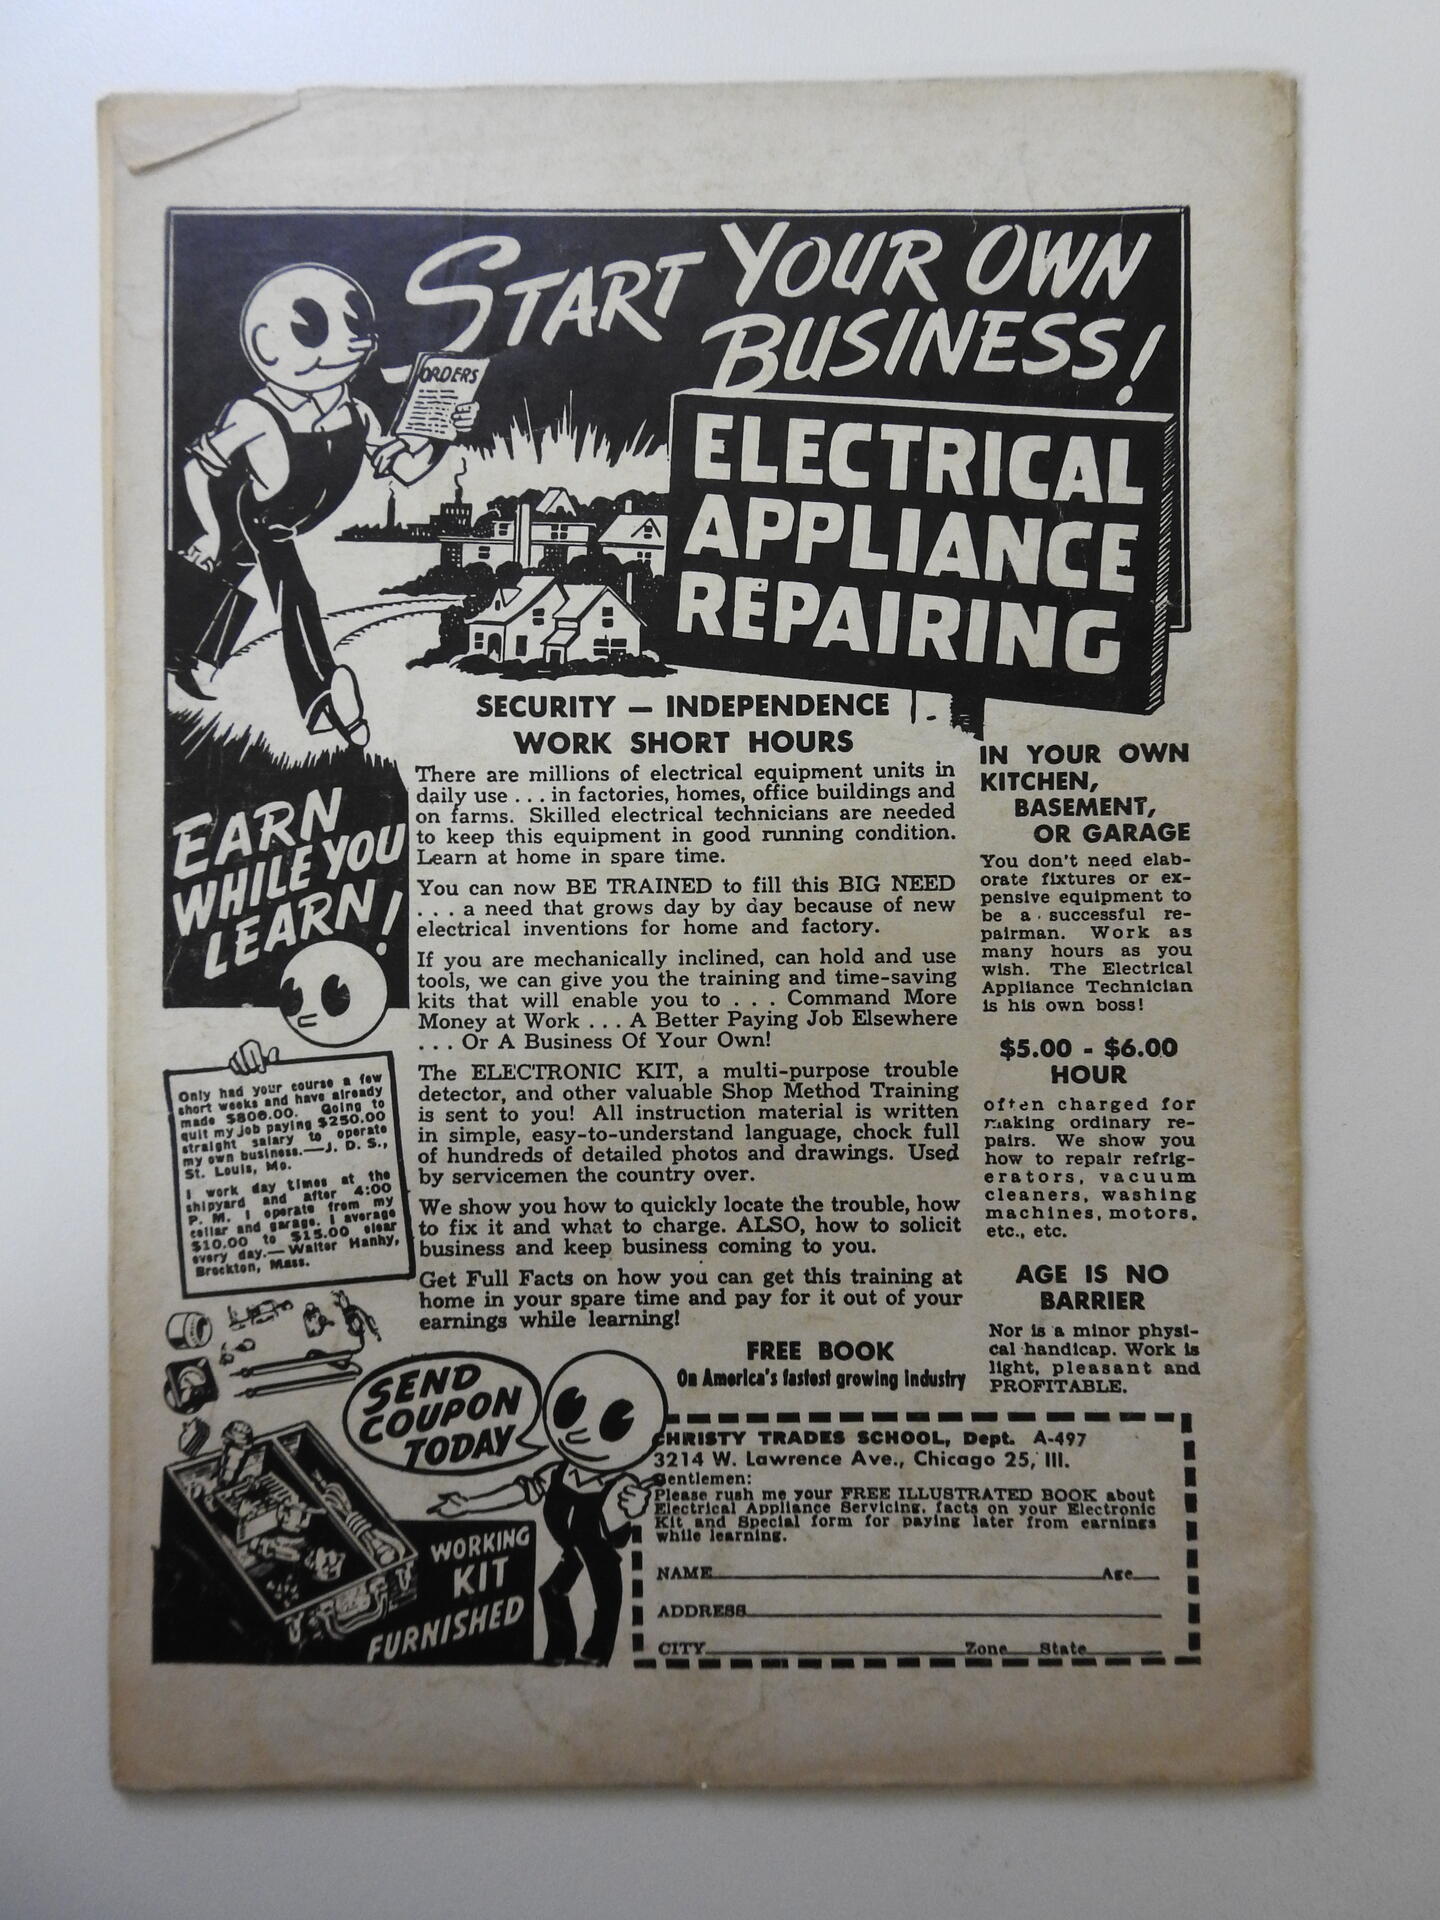 START YOUR OWN
BUSINESS!
ORDERS
ELECTRICAL
APPLIANCE
REPAIRING
EARN
WHILE YOU
LEARN!
Only had your course a few
short weeks and have already
made $800.00. Going to
quit my job paying $250.00
straight salary to operate
my own business.—J. D. S.,
St. Louis, Mo.
I work day times at the
shipyard and after 4:00
P. M. I operate from my
cellar and garage. I average
$10.00 to $15.00 clear
every day.—Walter Hanhy,
Brockton, Mass.
SECURITY — INDEPENDENCE
WORK SHORT HOURS
There are millions of electrical equipment units in
daily use . . . in factories, homes, office buildings and
on farms. Skilled electrical technicians are needed
to keep this equipment in good running condition.
Learn at home in spare time.
You can now BE TRAINED to fill this BIG NEED
. . . a need that grows day by day because of new
electrical inventions for home and factory.
If you are mechanically inclined, can hold and use
tools, we can give you the training and time-saving
kits that will enable you to . . . Command More
Money at Work . . . A Better Paying Job Elsewhere
. . . Or A Business Of Your Own!
The ELECTRONIC KIT, a multi-purpose trouble
detector, and other valuable Shop Method Training
is sent to you! All instruction material is written
in simple, easy-to-understand language, chock full
of hundreds of detailed photos and drawings. Used
by servicemen the country over.
We show you how to quickly locate the trouble, how
to fix it and what to charge. ALSO, how to solicit
business and keep business coming to you.
Get Full Facts on how you can get this training at
home in your spare time and pay for it out of your
earnings while learning!
FREE BOOK
On America's fastest growing industry
IN YOUR OWN
KITCHEN,
BASEMENT,
OR GARAGE
You don't need elab-
orate fixtures or ex-
pensive equipment to
be a successful re-
pairman. Work as
many hours as you
wish. The Electrical
Appliance Technician
is his own boss!
$5.00 - $6.00
HOUR
often charged for
making ordinary re-
pairs. We show you
how to repair refrig-
erators, vacuum
cleaners, washing
machines, motors,
etc., etc.
AGE IS NO
BARRIER
Nor is a minor physi-
cal handicap. Work is
light, pleasant and
PROFITABLE.
SEND
COUPON
TODAY
WORKING
KIT
FURNISHED
CHRISTY TRADES SCHOOL, Dept. A-497
3214 W. Lawrence Ave., Chicago 25, Ill.
Gentlemen:
Please rush me your FREE ILLUSTRATED BOOK about
Electrical Appliance Servicing, facts on your Electronic
Kit and Special form for paying later from earnings
while learning.
NAME Age
ADDRESS
CITY Zone State